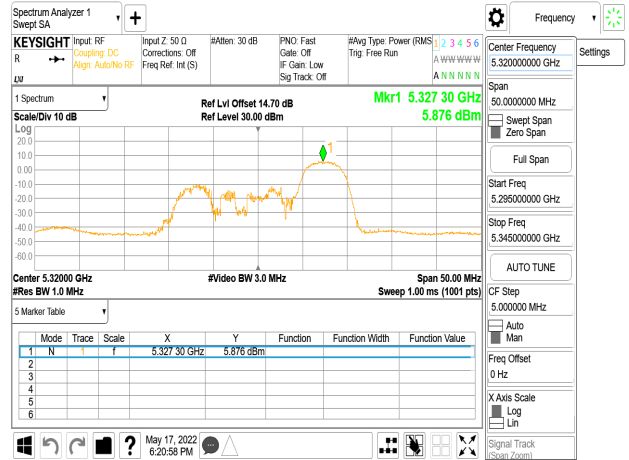 Spectrum Analyzer 1
Swept SA
Frequency
KEYSIGHT
R
Input: RF
Coupling: DC
Align: Auto/No RF
Input Z: 50 Ω
Corrections: Off
Freq Ref: Int (S)
#Atten: 30 dB
PNO: Fast
Gate: Off
IF Gain: Low
Sig Track: Off
#Avg Type: Power (RMS
Trig: Free Run
1 2 3 4 5 6
A W W W W W
A N N N N N
1 Spectrum
Scale/Div 10 dB
Ref Lvl Offset 14.70 dB
Ref Level 30.00 dBm
Mkr1 5.327 30 GHz
5.876 dBm
Log
20.0
10.0
0.00
-10.0
-20.0
-30.0
-40.0
-50.0
-60.0
1
Center 5.32000 GHz
#Res BW 1.0 MHz
#Video BW 3.0 MHz
Span 50.00 MHz
Sweep 1.00 ms (1001 pts)
5 Marker Table
Mode Trace Scale X Y Function Function Width Function Value
1 N 1 f 5.327 30 GHz 5.876 dBm
2
3
4
5
6
May 17, 2022
6:20:58 PM
?
Center Frequency
5.320000000 GHz
Settings
Span
50.0000000 MHz
Swept Span
Zero Span
Full Span
Start Freq
5.295000000 GHz
Stop Freq
5.345000000 GHz
AUTO TUNE
CF Step
5.000000 MHz
Auto
Man
Freq Offset
0 Hz
X Axis Scale
Log
Lin
Signal Track
(Span Zoom)